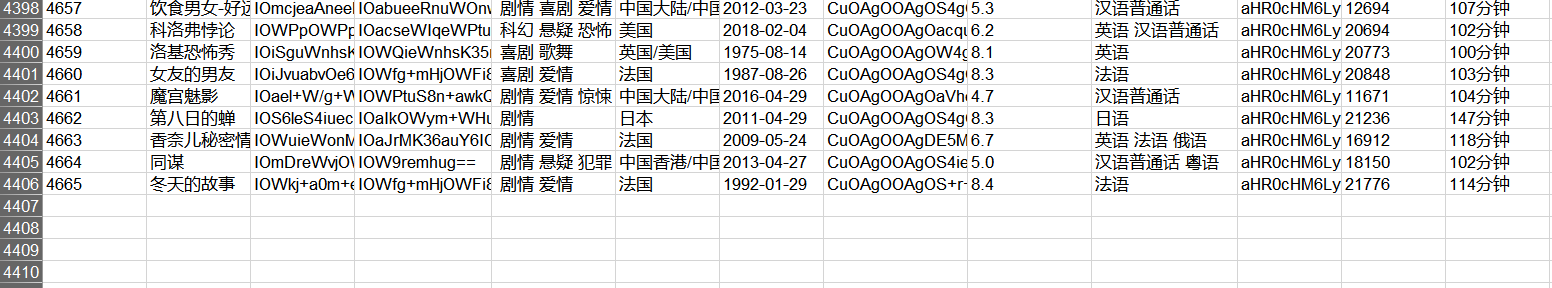 4398 4657 饮食男女-好远 IOmcjeaAneel IOabueeRnuWOnv 剧情 喜剧 爱情 中国大陆/中国 2012-03-23 CuOAgOOAgOS4g 5.3 汉语普通话 aHR0cHM6Ly 12694 107分钟
4399 4658 科洛弗悖论 IOWPpOWPp IOacseWIqeWPtu 科幻 悬疑 恐怖 美国 2018-02-04 CuOAgOOAgOacqu 6.2 英语 汉语普通话 aHR0cHM6Ly 20694 102分钟
4400 4659 洛基恐怖秀 IOiSguWnhsK IOWQieWnhsK35 喜剧 歌舞 英国/美国 1975-08-14 CuOAgOOAgOW4g 8.1 英语 aHR0cHM6Ly 20773 100分钟
4401 4660 女友的男友 IOiJvuabvOe6 IOWfg+mHjOWFi8 喜剧 爱情 法国 1987-08-26 CuOAgOOAgOS4g 8.3 法语 aHR0cHM6Ly 20848 103分钟
4402 4661 魔宫魅影 IOael+W/g+W IOWPtuS8n+awkQ 剧情 爱情 惊悚 中国大陆/中国 2016-04-29 CuOAgOOAgOaVh 4.7 汉语普通话 aHR0cHM6Ly 11671 104分钟
4403 4662 第八日的蝉 IOS6leS4iuec IOaIkOWym+WHu 剧情 日本 2011-04-29 CuOAgOOAgOS4g 8.3 日语 aHR0cHM6Ly 21236 147分钟
4404 4663 香奈儿秘密情 IOWuieWonM IOaJrMK36auY6IC 剧情 爱情 法国 2009-05-24 CuOAgOOAgDE5M 6.7 英语 法语 俄语 aHR0cHM6Ly 16912 118分钟
4405 4664 同谋 IOmDreWvjOV IOW9remhug== 剧情 悬疑 犯罪 中国香港/中国 2013-04-27 CuOAgOOAgOS4ie 5.0 汉语普通话 粤语 aHR0cHM6Ly 18150 102分钟
4406 4665 冬天的故事 IOWkj+a0m+ IOWfg+mHjOWFi8 剧情 爱情 法国 1992-01-29 CuOAgOOAgOS+r 8.4 法语 aHR0cHM6Ly 21776 114分钟
4407
4408
4409
4410